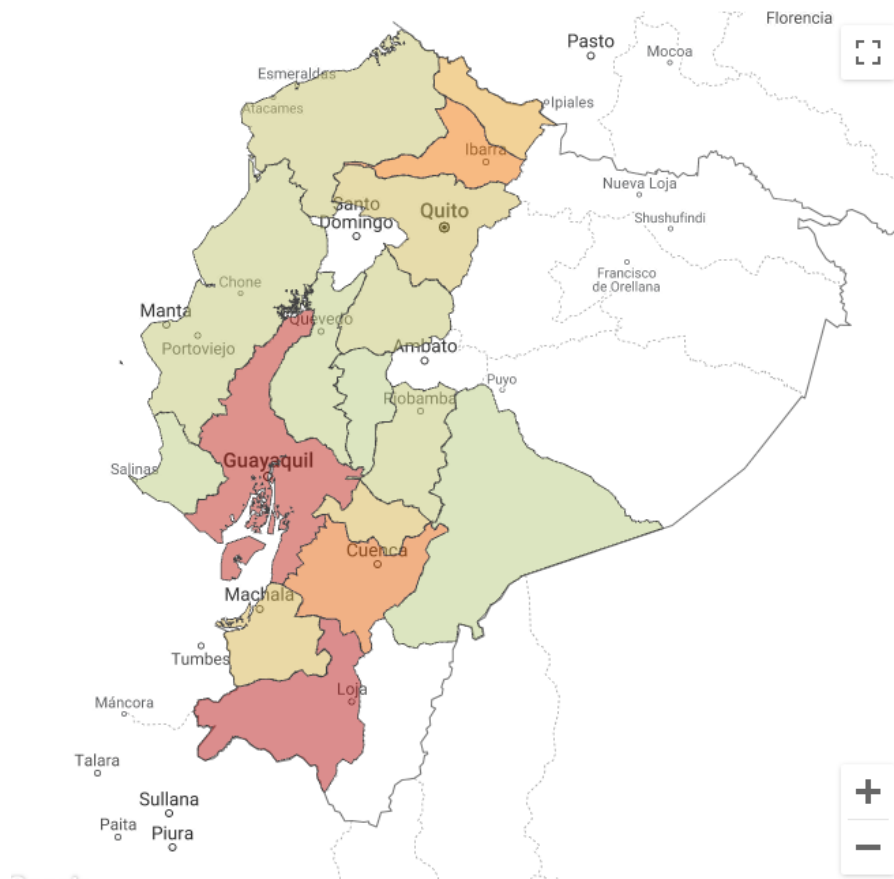 Florencia
Pasto
Mocoa
Esmeraldas
Atacames
Ipiales
Ibarra
Nueva Loja
Santo
Domingo
Quito
Shushufindi
Francisco
de Orellana
Chone
Manta
Quevedo
Portoviejo
Ambato
Puyo
Riobamba
Guayaquil
Salinas
Cuenca
Machala
Tumbes
Loja
Máncora
Talara
Sullana
Paita
Piura
+
−